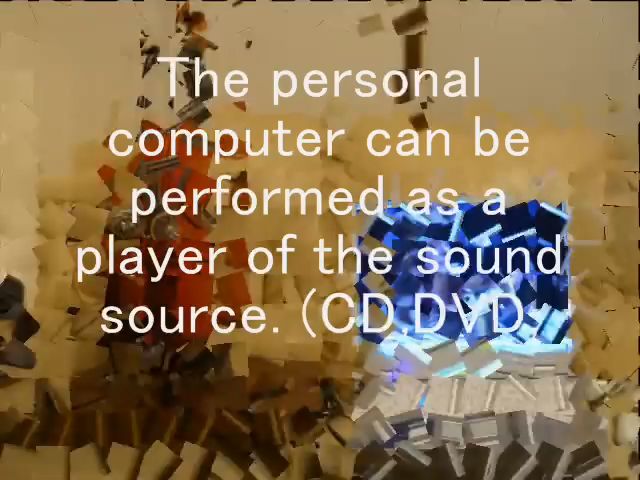 The personal
computer can be
performed as a
player of the sound
source. (CD,DVD,